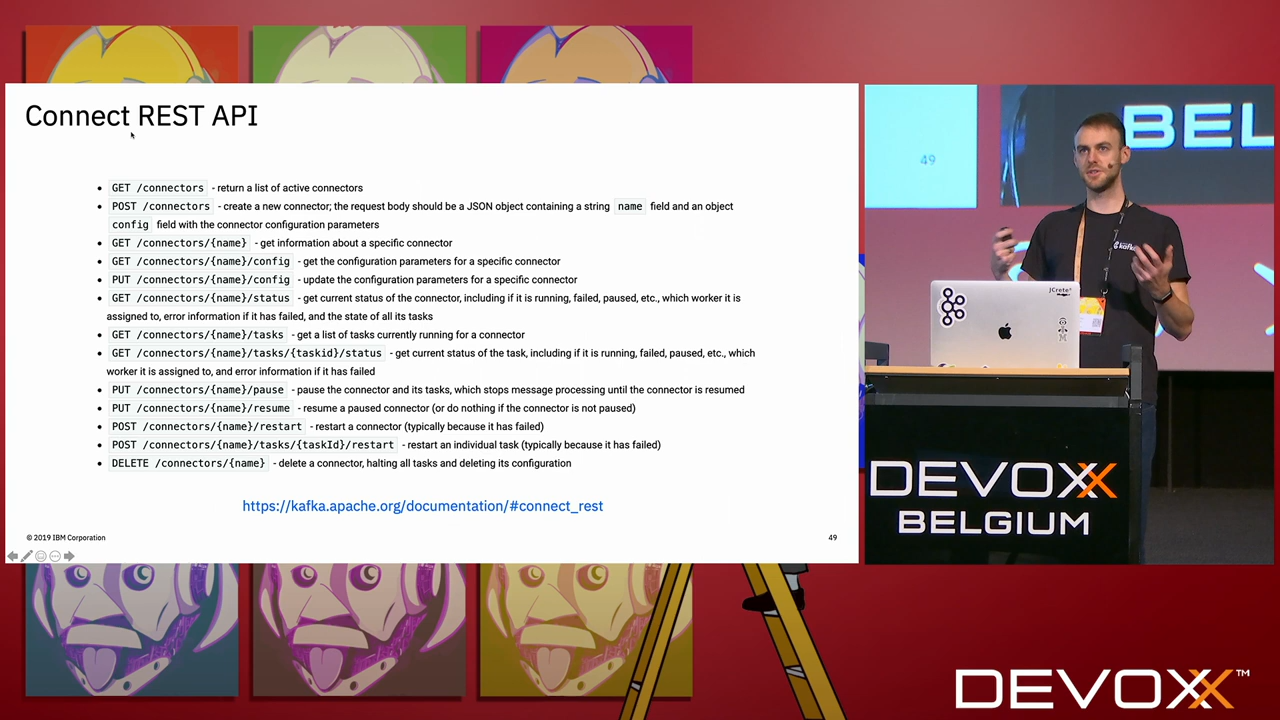 Connect REST API
• GET /connectors - return a list of active connectors
• POST /connectors - create a new connector; the request body should be a JSON object containing a string name field and an object
config field with the connector configuration parameters
• GET /connectors/{name} - get information about a specific connector
• GET /connectors/{name}/config - get the configuration parameters for a specific connector
• PUT /connectors/{name}/config - update the configuration parameters for a specific connector
• GET /connectors/{name}/status - get current status of the connector, including if it is running, failed, paused, etc., which worker it is
assigned to, error information if it has failed, and the state of all its tasks
• GET /connectors/{name}/tasks - get a list of tasks currently running for a connector
• GET /connectors/{name}/tasks/{taskid}/status - get current status of the task, including if it is running, failed, paused, etc., which
worker it is assigned to, and error information if it has failed
• PUT /connectors/{name}/pause - pause the connector and its tasks, which stops message processing until the connector is resumed
• PUT /connectors/{name}/resume - resume a paused connector (or do nothing if the connector is not paused)
• POST /connectors/{name}/restart - restart a connector (typically because it has failed)
• POST /connectors/{name}/tasks/{taskId}/restart - restart an individual task (typically because it has failed)
• DELETE /connectors/{name} - delete a connector, halting all tasks and deleting its configuration
https://kafka.apache.org/documentation/#connect_rest
© 2019 IBM Corporation
49
BEL
49
kafka
JCrete
DEVOXX
BELGIUM
DEVOXX™